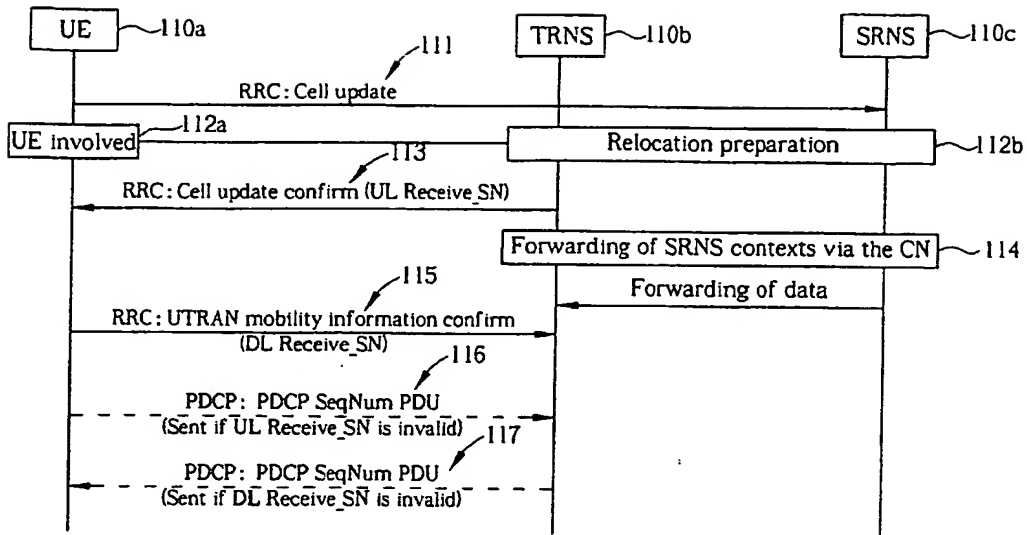 UE
110a
TRNS
110b
SRNS
110c
111
RRC: Cell update
UE involved
112a
Relocation preparation
112b
113
RRC: Cell update confirm (UL Receive_SN)
Forwarding of SRNS contexts via the CN
114
115
Forwarding of data
RRC: UTRAN mobility information confirm
(DL Receive_SN)
116
PDCP: PDCP SeqNum PDU
(Sent if UL Receive_SN is invalid)
117
PDCP: PDCP SeqNum PDU
(Sent if DL Receive_SN is invalid)